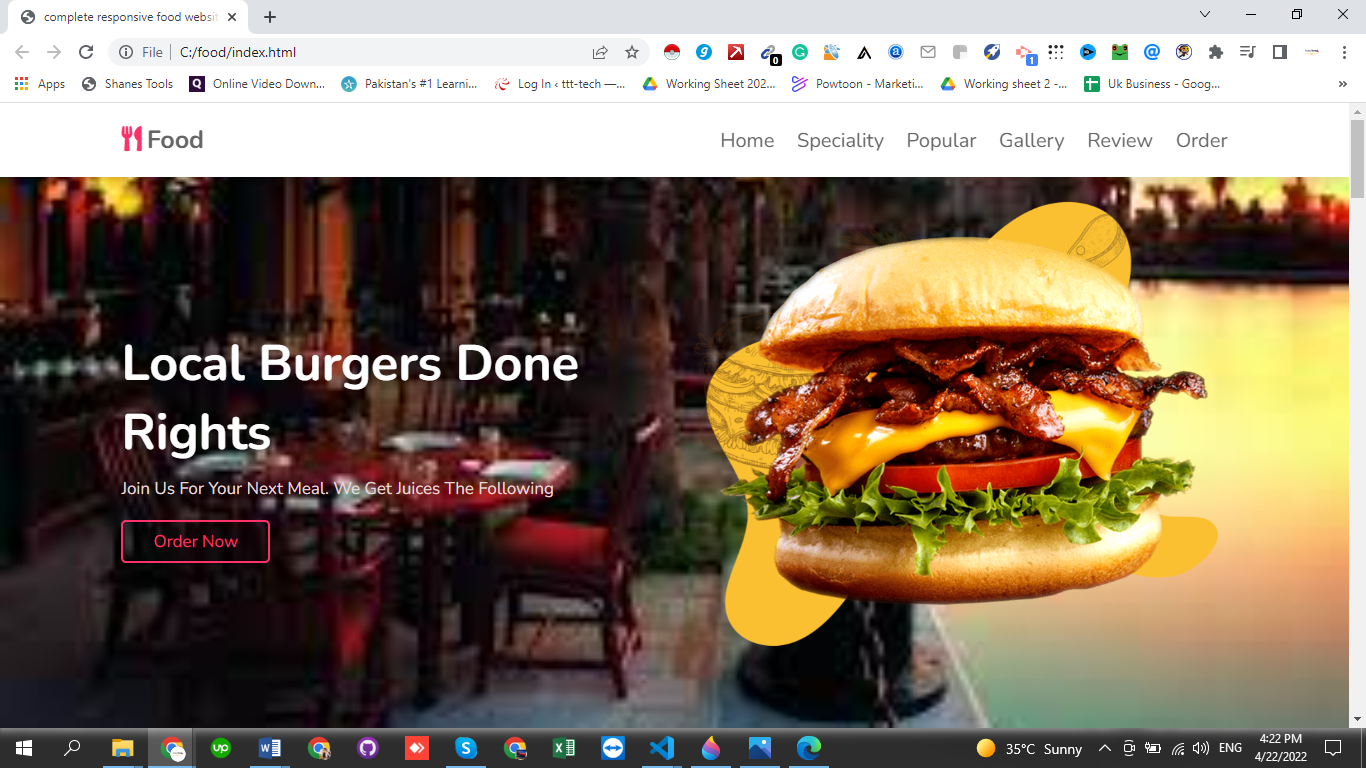 complete responsive food websit
File
C:/food/index.html
0
1
Apps
Shanes Tools
Online Video Down...
Pakistan's #1 Learni...
Log In ‹ ttt-tech —...
Working Sheet 202...
Powtoon - Marketi...
Working sheet 2 -...
Uk Business - Goog...
»
Food
Home
Speciality
Popular
Gallery
Review
Order
Local Burgers Done
Rights
Join Us For Your Next Meal. We Get Juices The Following
Order Now
35°C Sunny
ENG
4:22 PM
4/22/2022